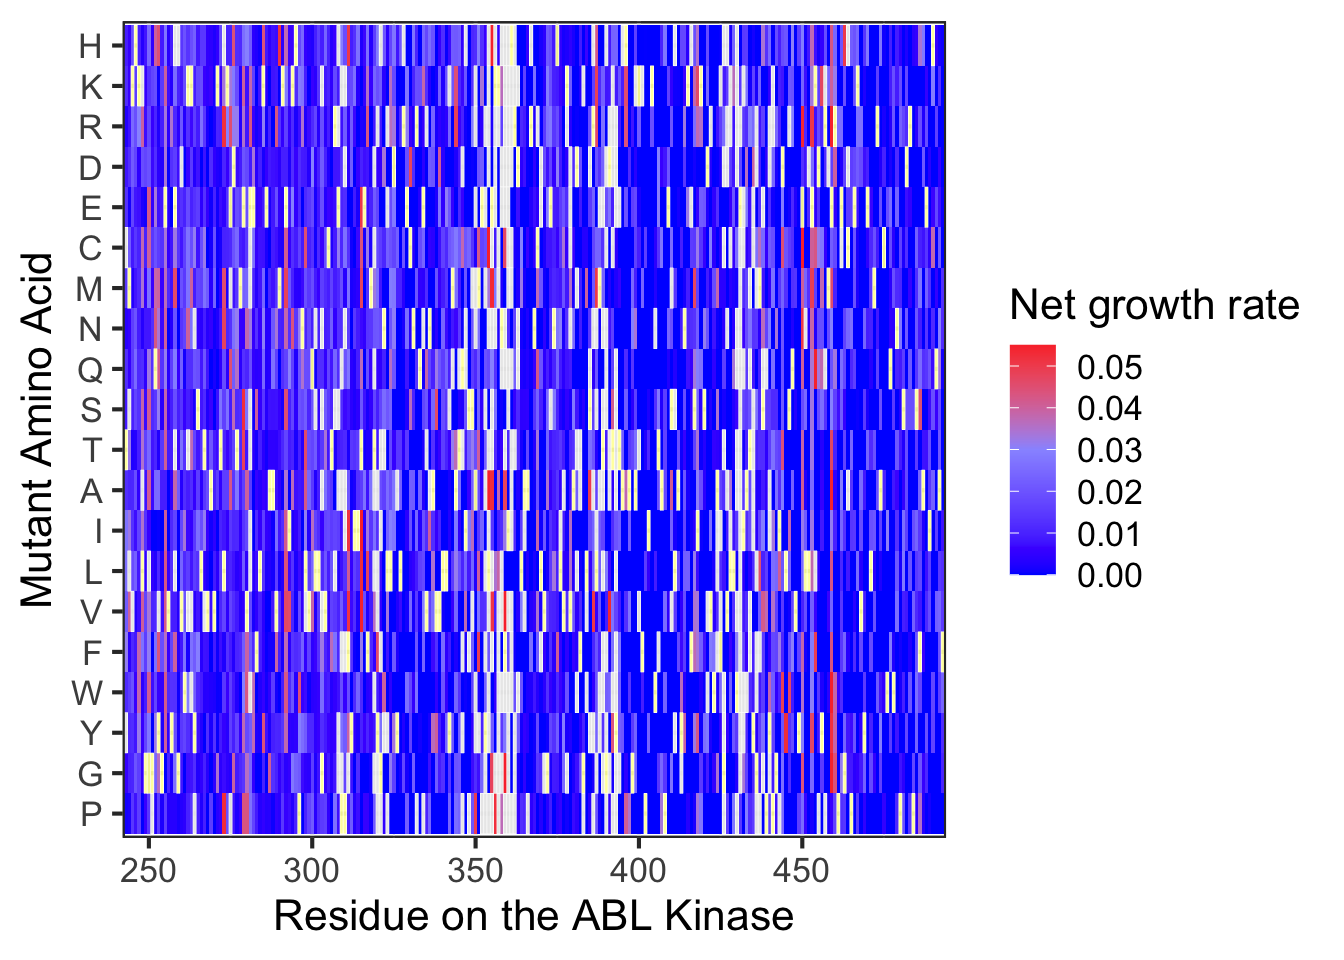 Mutant Amino Acid
H
K
R
D
E
C
M
N
Q
S
T
A
I
L
V
F
W
Y
G
P
250 300 350 400 450
Residue on the ABL Kinase
Net growth rate
0.05
0.04
0.03
0.02
0.01
0.00